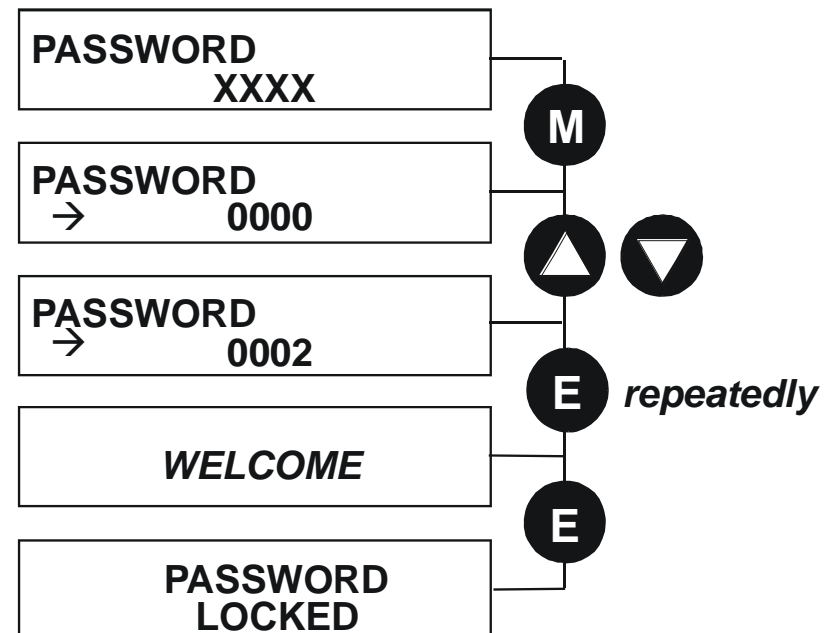 PASSWORD
XXXX
M
PASSWORD
→ 0000
PASSWORD
→ 0002
E repeatedly
WELCOME
E
PASSWORD
LOCKED